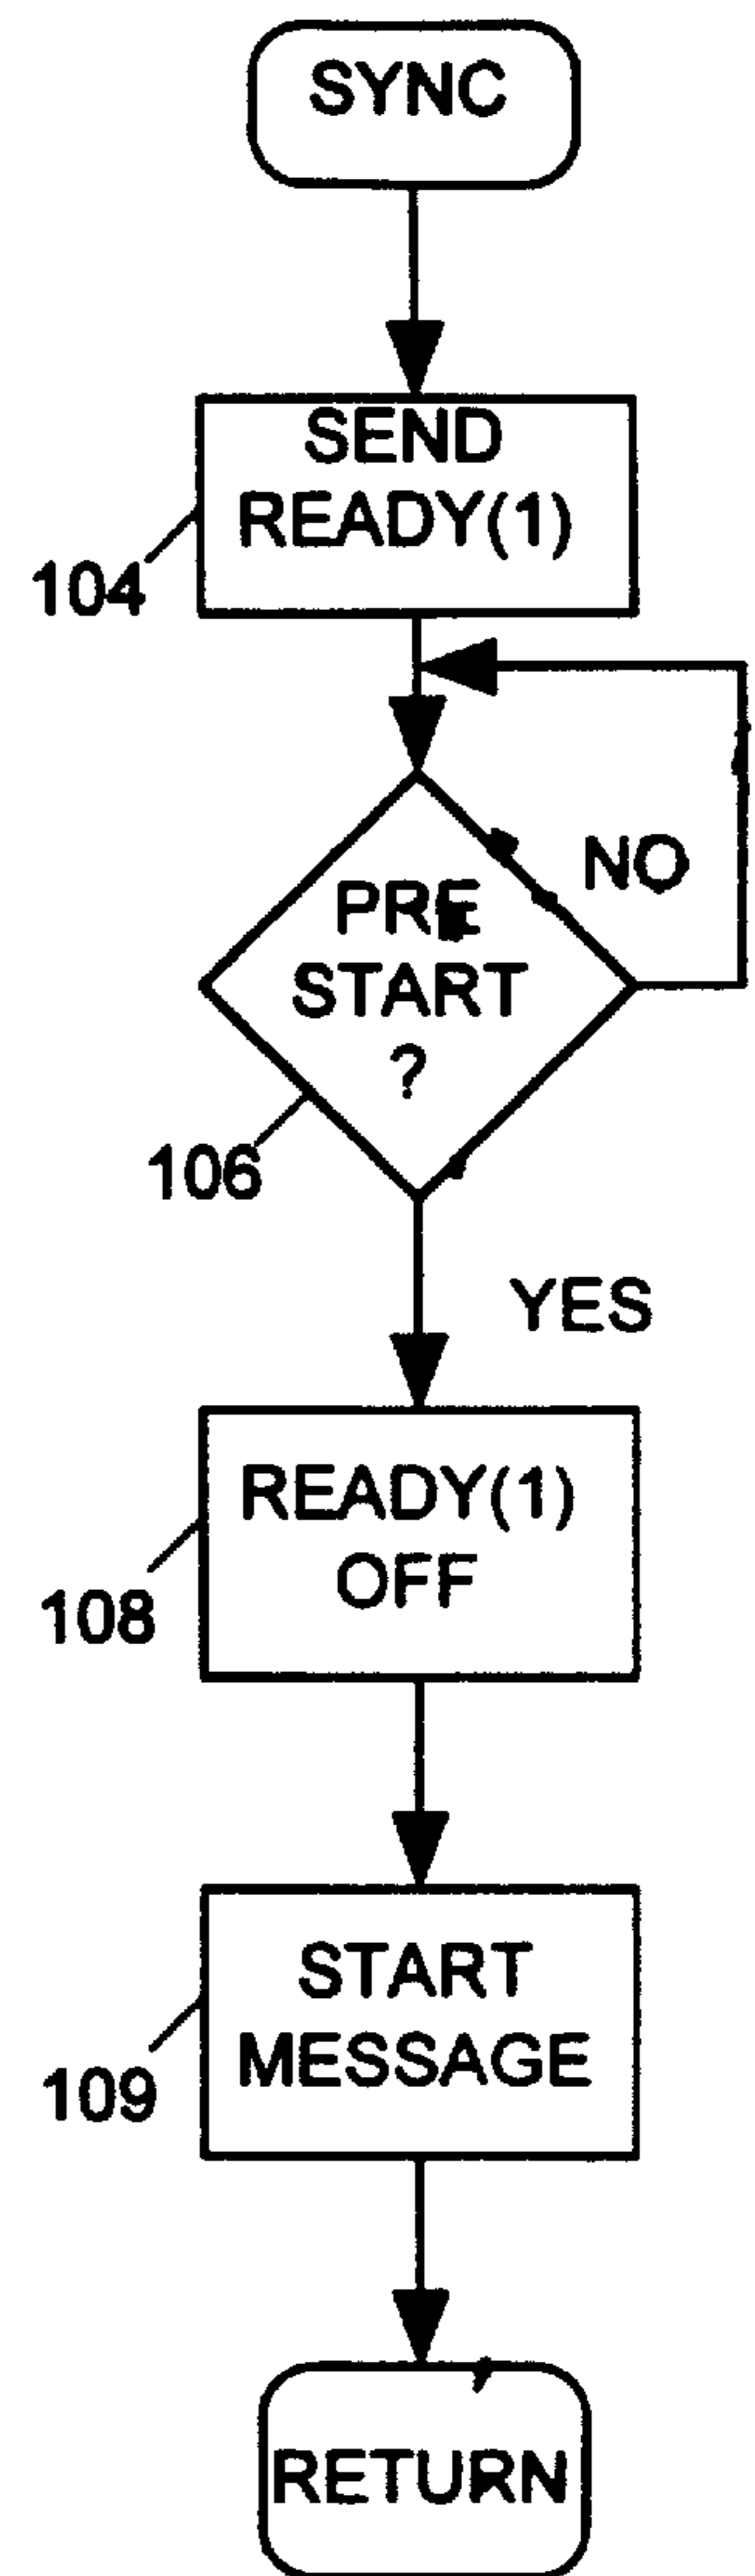 SYNC
SEND
READY(1)
104
NO
PRE
START
?
106
YES
READY(1)
OFF
108
START
MESSAGE
109
RETURN